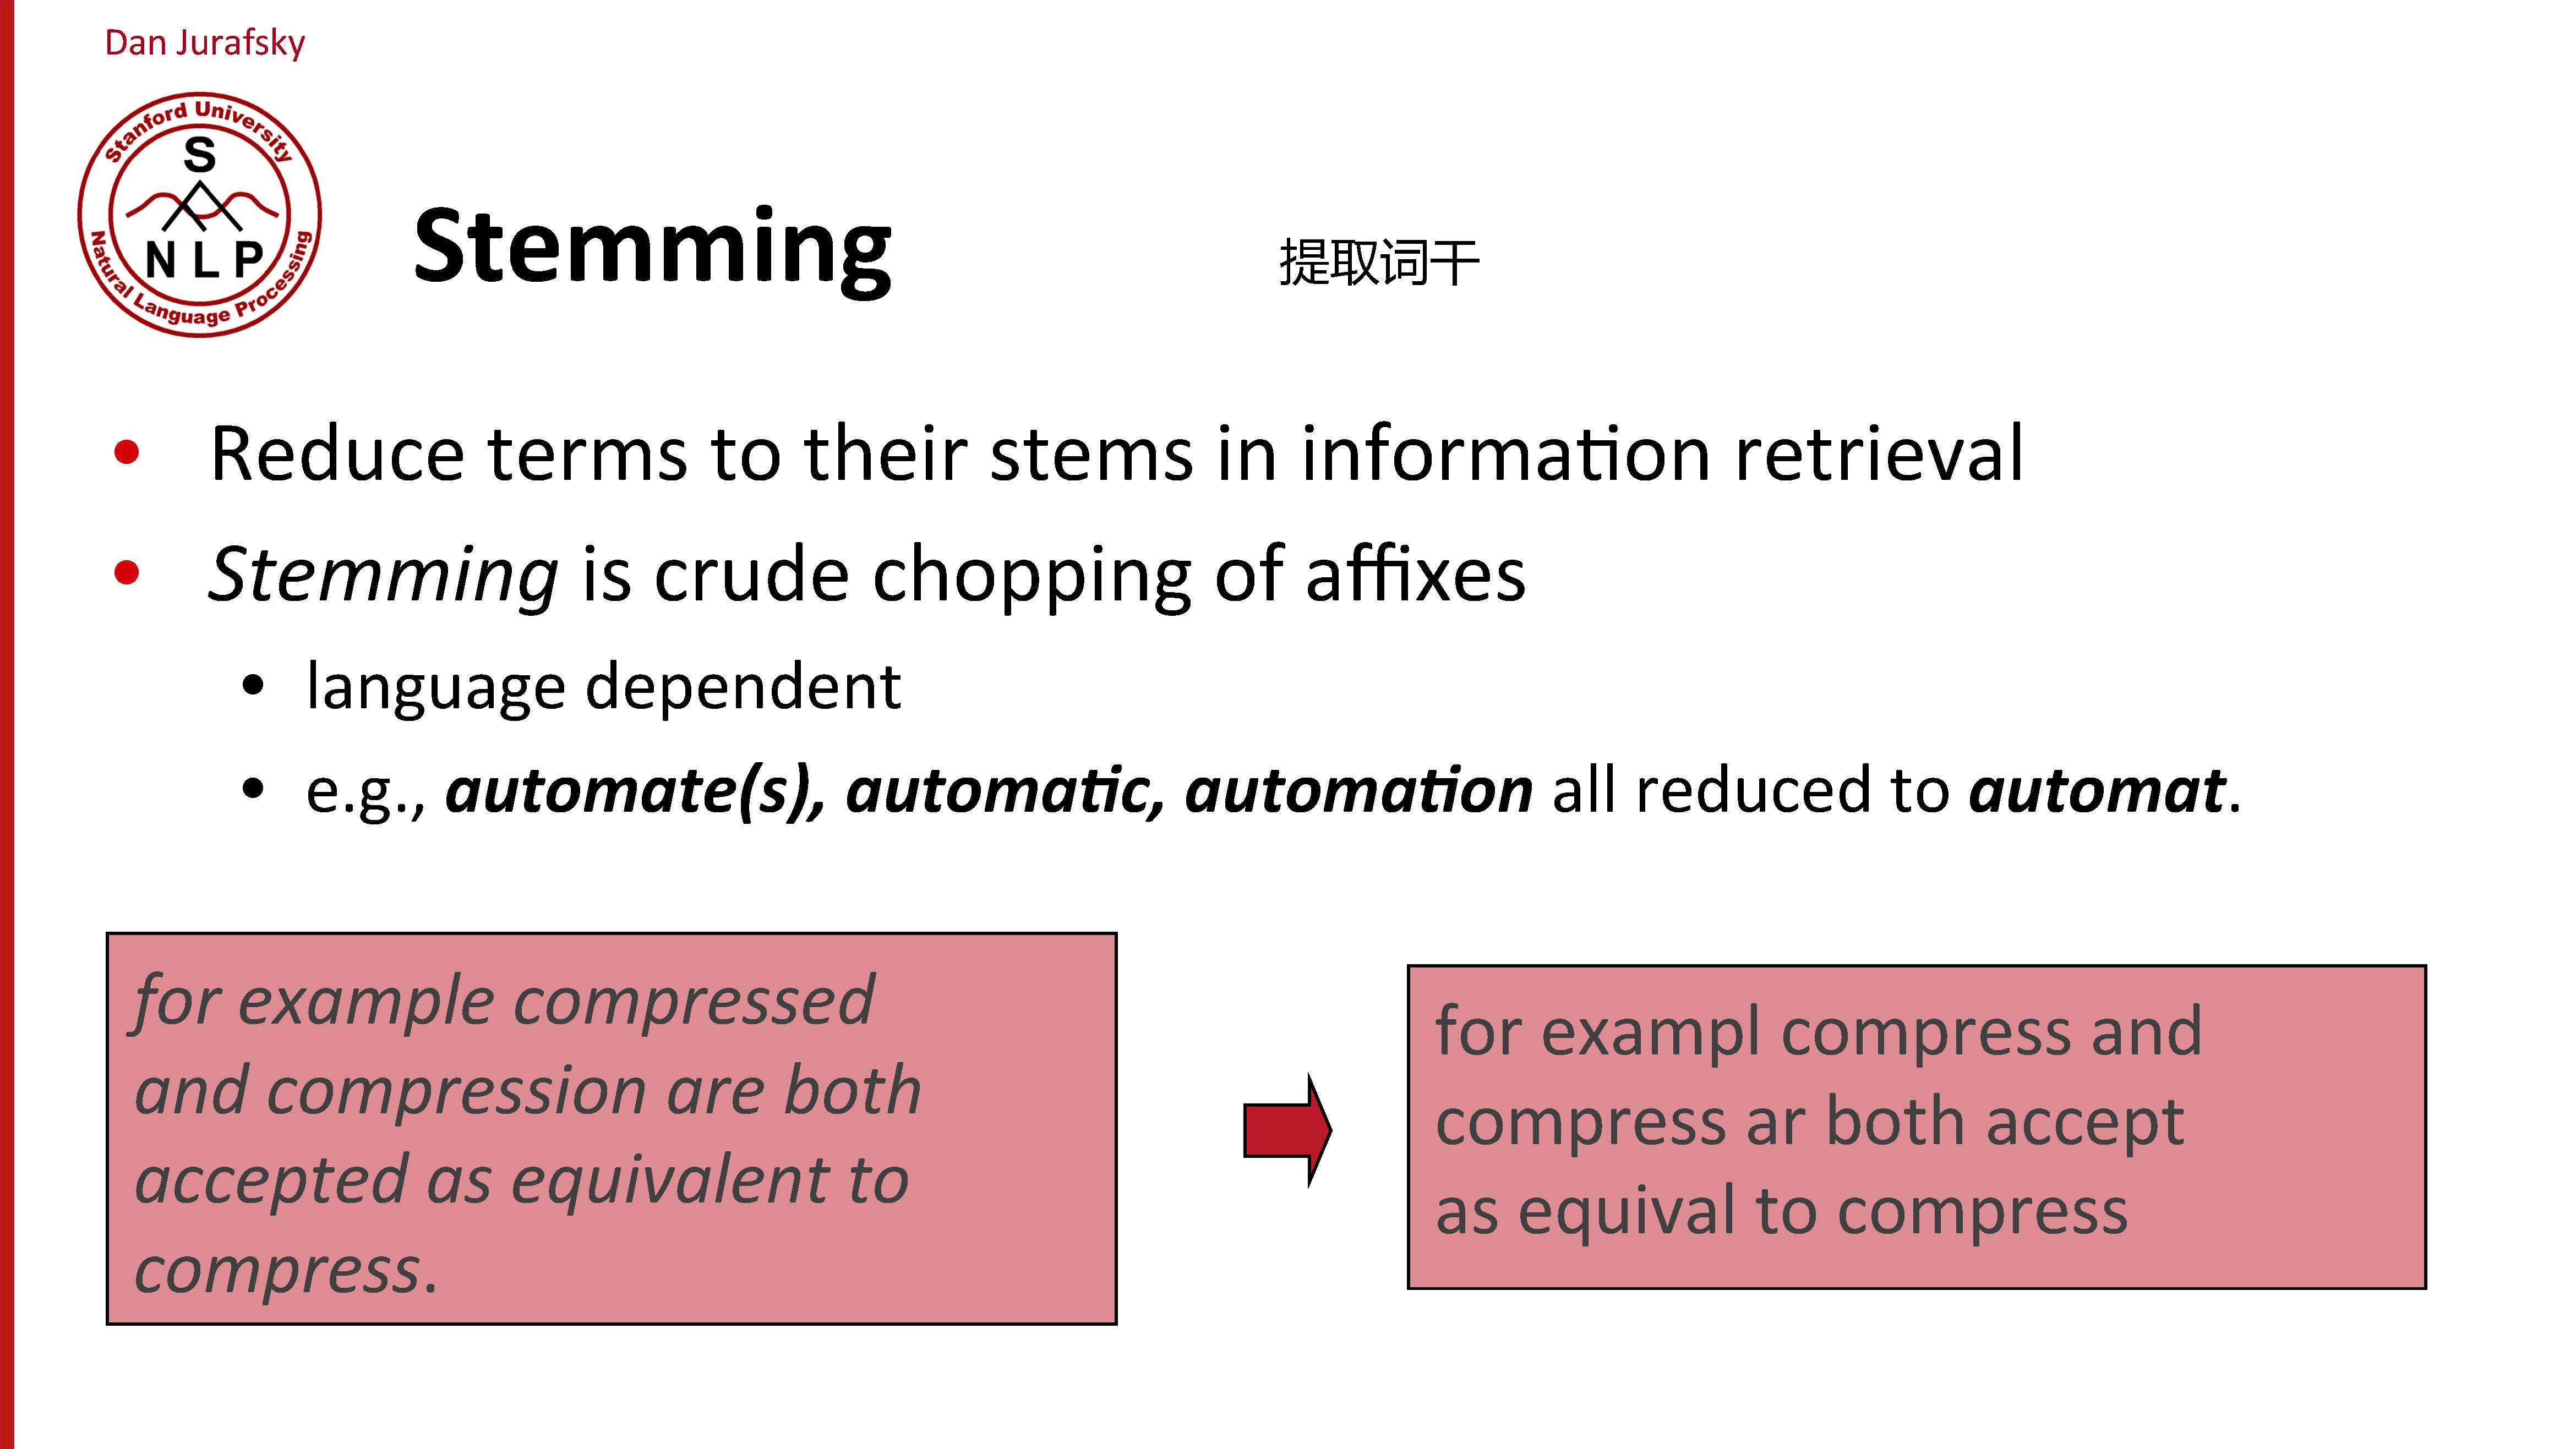 Dan Jurafsky
Stanford University
S
N L P
Natural Language Processing
Stemming
提取词干
• Reduce terms to their stems in information retrieval
• Stemming is crude chopping of affixes
• language dependent
• e.g., automate(s), automatic, automation all reduced to automat.
for example compressed
and compression are both
accepted as equivalent to
compress.
for exampl compress and
compress ar both accept
as equival to compress